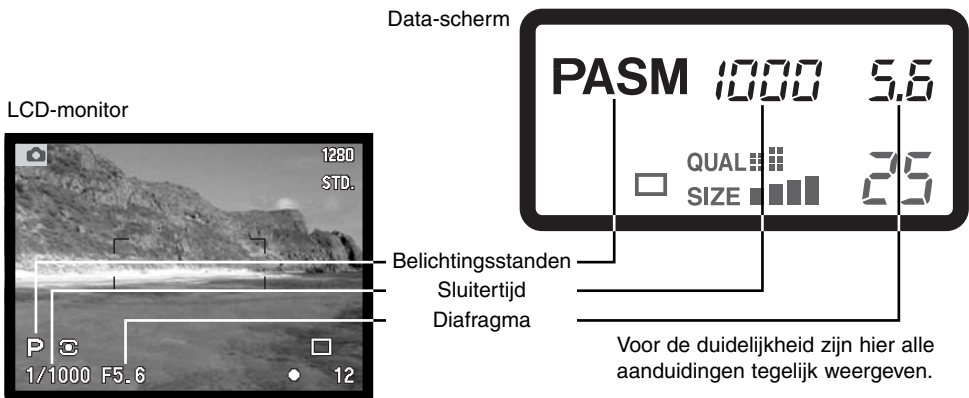 Data-scherm
PASM 1000 5.6
QUAL
SIZE
25
LCD-monitor
1280
STD.
P
1/1000 F5.6
12
Belichtingsstanden
Sluitertijd
Diafragma
Voor de duidelijkheid zijn hier alle
aanduidingen tegelijk weergeven.